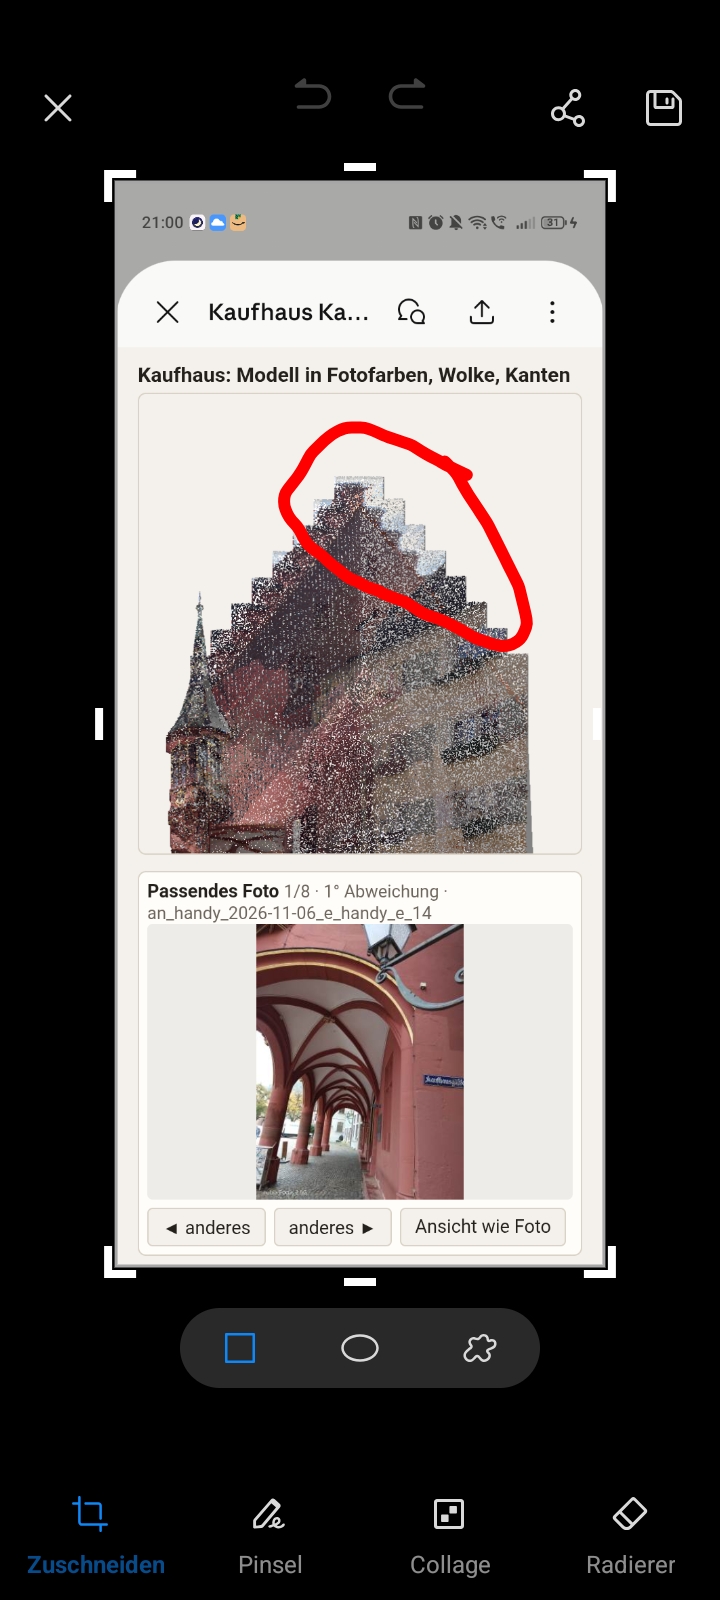 21:00
31
Kaufhaus Ka...
Kaufhaus: Modell in Fotofarben, Wolke, Kanten
Passendes Foto 1/8 · 1° Abweichung ·
an_handy_2026-11-06_e_handy_e_14
◄ anderes
anderes ►
Ansicht wie Foto
Zuschneiden
Pinsel
Collage
Radierer